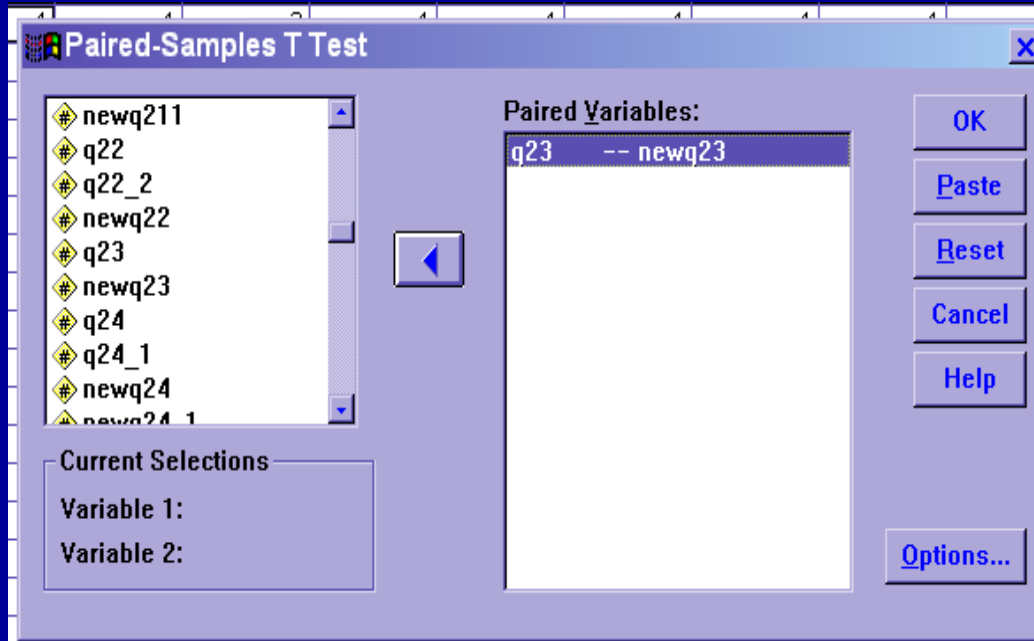 Paired-Samples T Test
newq211
q22
q22_2
newq22
q23
newq23
q24
q24_1
newq24
newq24_1
Current Selections
Variable 1:
Variable 2:
Paired Variables:
q23 -- newq23
OK
Paste
Reset
Cancel
Help
Options...